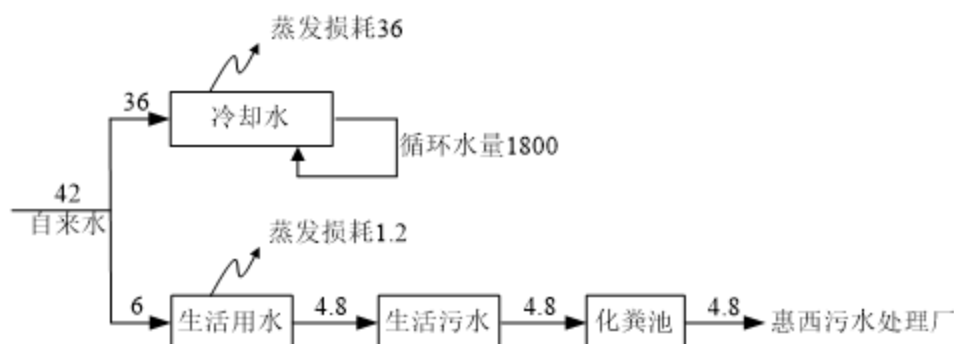 蒸发损耗36
36
冷却水
循环水量1800
42
自来水
蒸发损耗1.2
6
生活用水
4.8
生活污水
4.8
化粪池
4.8
惠西污水处理厂